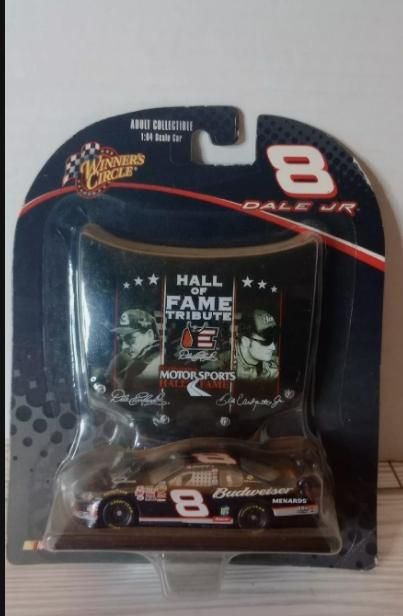 ADULT COLLECTIBLE
1:64 Scale Car
WINNER'S
CIRCLE
8
DALE JR.
HALL
OF
FAME
TRIBUTE
E
MOTORSPORTS
HALL FAME
8
Budweiser
MENARDS